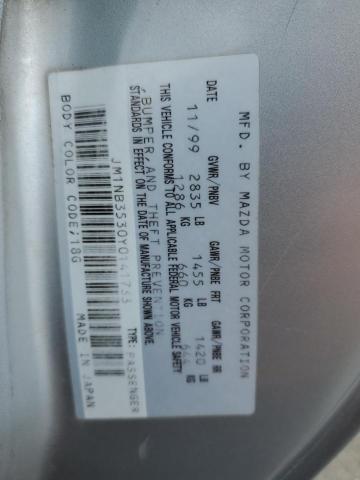 MFD. BY MAZDA MOTOR CORPORATION
DATE GVWR/PNBV GAWR/PNBE FRT GAWR/PNBE RR
11/99 2835 LB 1455 LB 1420 LB
1286 KG 660 KG 644 KG
THIS VEHICLE CONFORMS TO ALL APPLICABLE FEDERAL MOTOR VEHICLE SAFETY
BUMPER, AND THEFT PREVENTION
STANDARDS IN EFFECT ON THE DATE OF MANUFACTURE SHOWN ABOVE.
JM1NB3530Y0141733 TYPE: PASSENGER
BODY COLOR CODE/18G MADE IN JAPAN